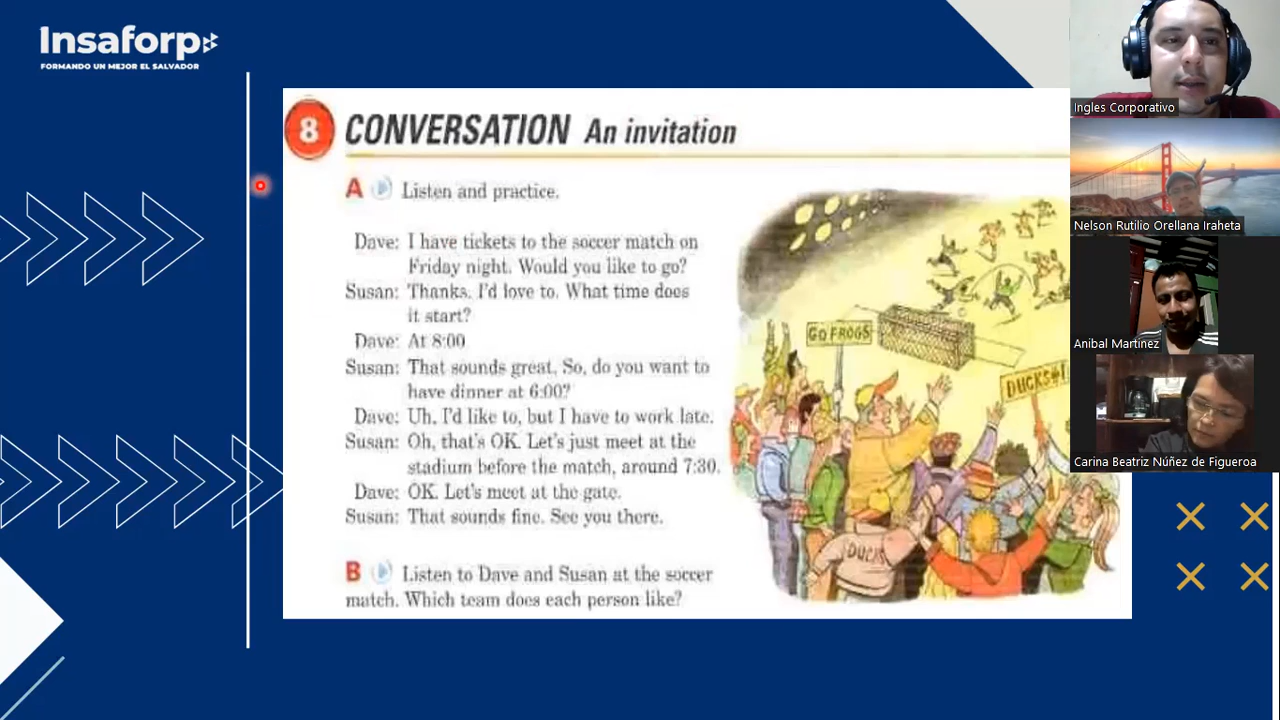 Insaforp
FORMANDO UN MEJOR EL SALVADOR
8 CONVERSATION An invitation
A Listen and practice.
Dave: I have tickets to the soccer match on
Friday night. Would you like to go?
Susan: Thanks. I'd love to. What time does
it start?
Dave: At 8:00
Susan: That sounds great. So, do you want to
have dinner at 6:00?
Dave: Uh, I'd like to, but I have to work late.
Susan: Oh, that's OK. Let's just meet at the
stadium before the match, around 7:30.
Dave: OK. Let's meet at the gate.
Susan: That sounds fine. See you there.
B Listen to Dave and Susan at the soccer
match. Which team does each person like?
GO FROGS
DUCKS
DUCKS
Ingles Corporativo
Nelson Rutilio Orellana Iraheta
Anibal Martinez
Carina Beatriz Núñez de Figueroa